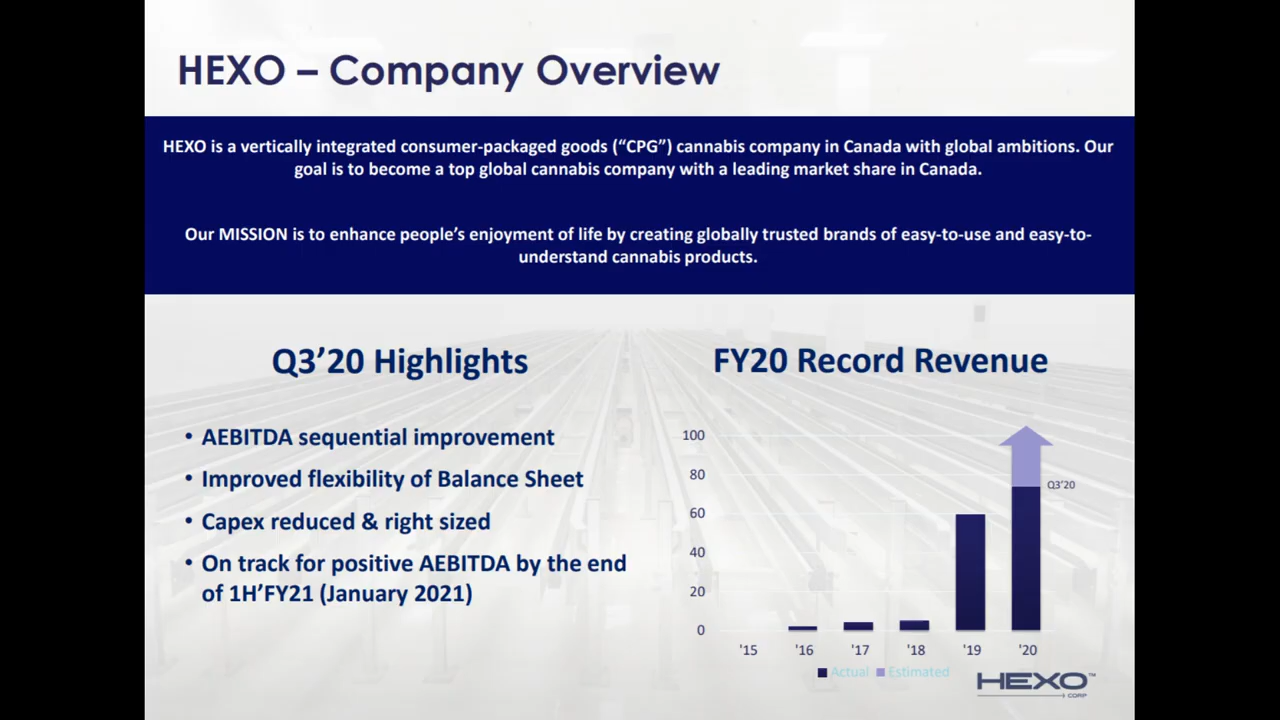 HEXO – Company Overview
HEXO is a vertically integrated consumer-packaged goods (“CPG”) cannabis company in Canada with global ambitions. Our
goal is to become a top global cannabis company with a leading market share in Canada.
Our MISSION is to enhance people’s enjoyment of life by creating globally trusted brands of easy-to-use and easy-to-
understand cannabis products.
Q3’20 Highlights
• AEBITDA sequential improvement
• Improved flexibility of Balance Sheet
• Capex reduced & right sized
• On track for positive AEBITDA by the end
of 1H’FY21 (January 2021)
FY20 Record Revenue
100
80
Q3’20
60
40
20
0
'15 '16 '17 '18 '19 '20
Actual Estimated
HEXO™
CORP